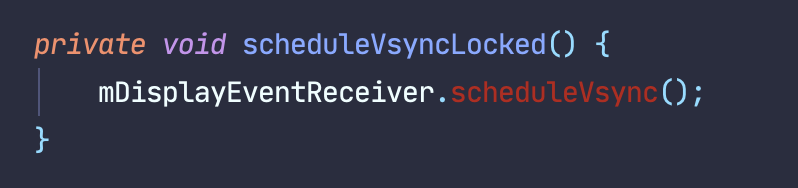 private void scheduleVsyncLocked() {
    mDisplayEventReceiver.scheduleVsync();
}